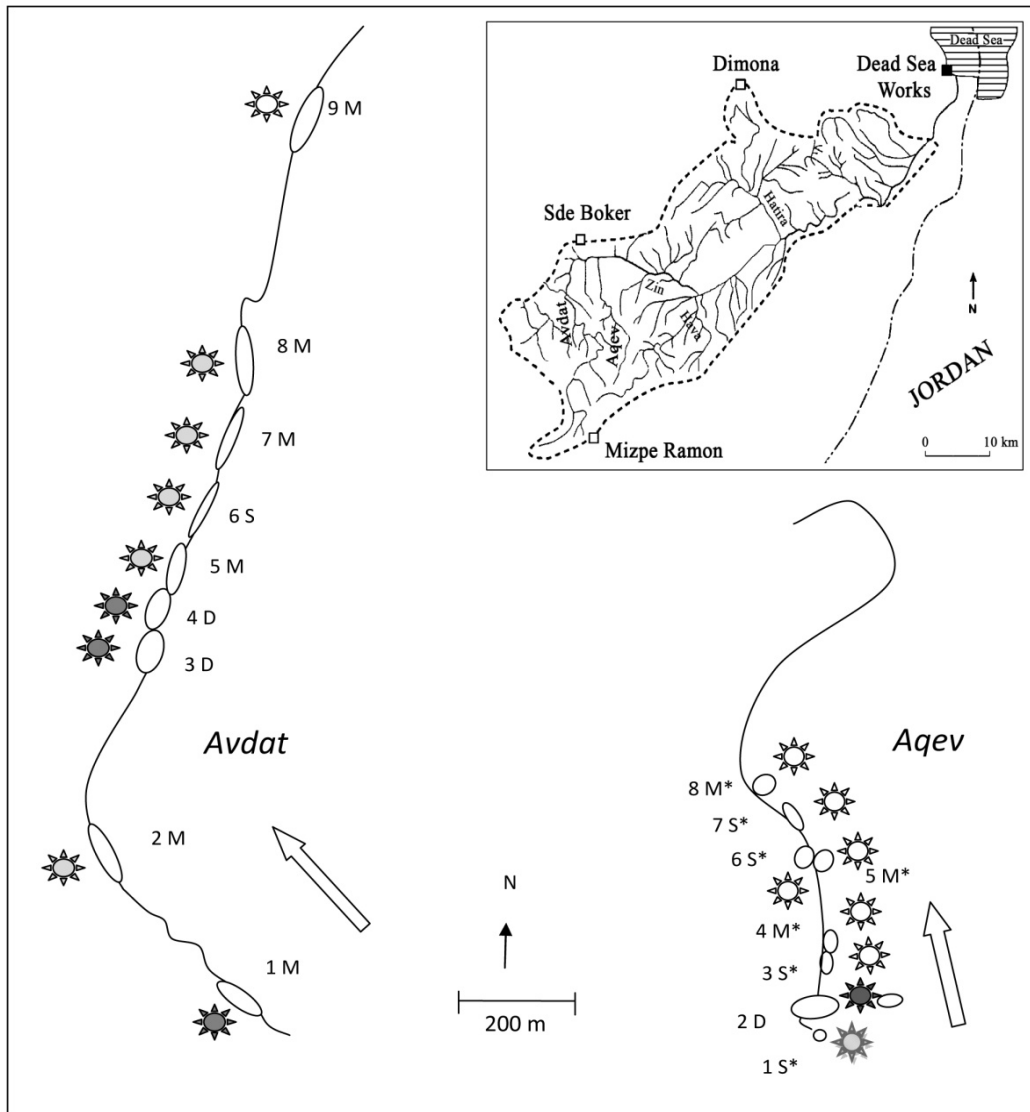 9 M
8 M
7 M
6 S
5 M
4 D
3 D
Avdat
2 M
1 M
Dead Sea
Dimona
Dead Sea
Works
Hatira
Sde Boker
Zin
Avdat
Aqev
Hava
N
JORDAN
0 10 km
Mizpe Ramon
Aqev
8 M*
7 S*
6 S*
5 M*
4 M*
3 S*
2 D
1 S*
N
200 m